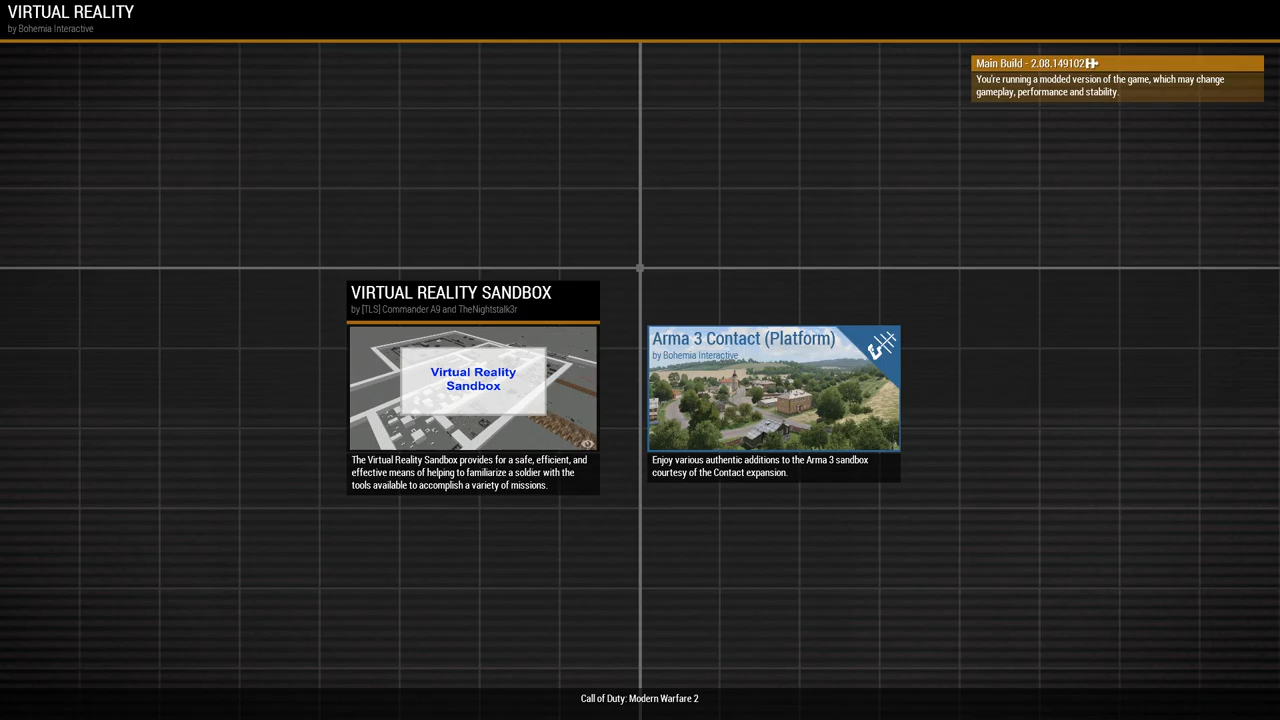 VIRTUAL REALITY
by Bohemia Interactive
Main Build - 2.08.149102
You're running a modded version of the game, which may change
gameplay, performance and stability.
VIRTUAL REALITY SANDBOX
by [TLS] Commander A9 and TheNightstalk3r
Virtual Reality
Sandbox
The Virtual Reality Sandbox provides for a safe, efficient, and
effective means of helping to familiarize a soldier with the
tools available to accomplish a variety of missions.
Arma 3 Contact (Platform)
by Bohemia Interactive
Enjoy various authentic additions to the Arma 3 sandbox
courtesy of the Contact expansion.
Call of Duty: Modern Warfare 2